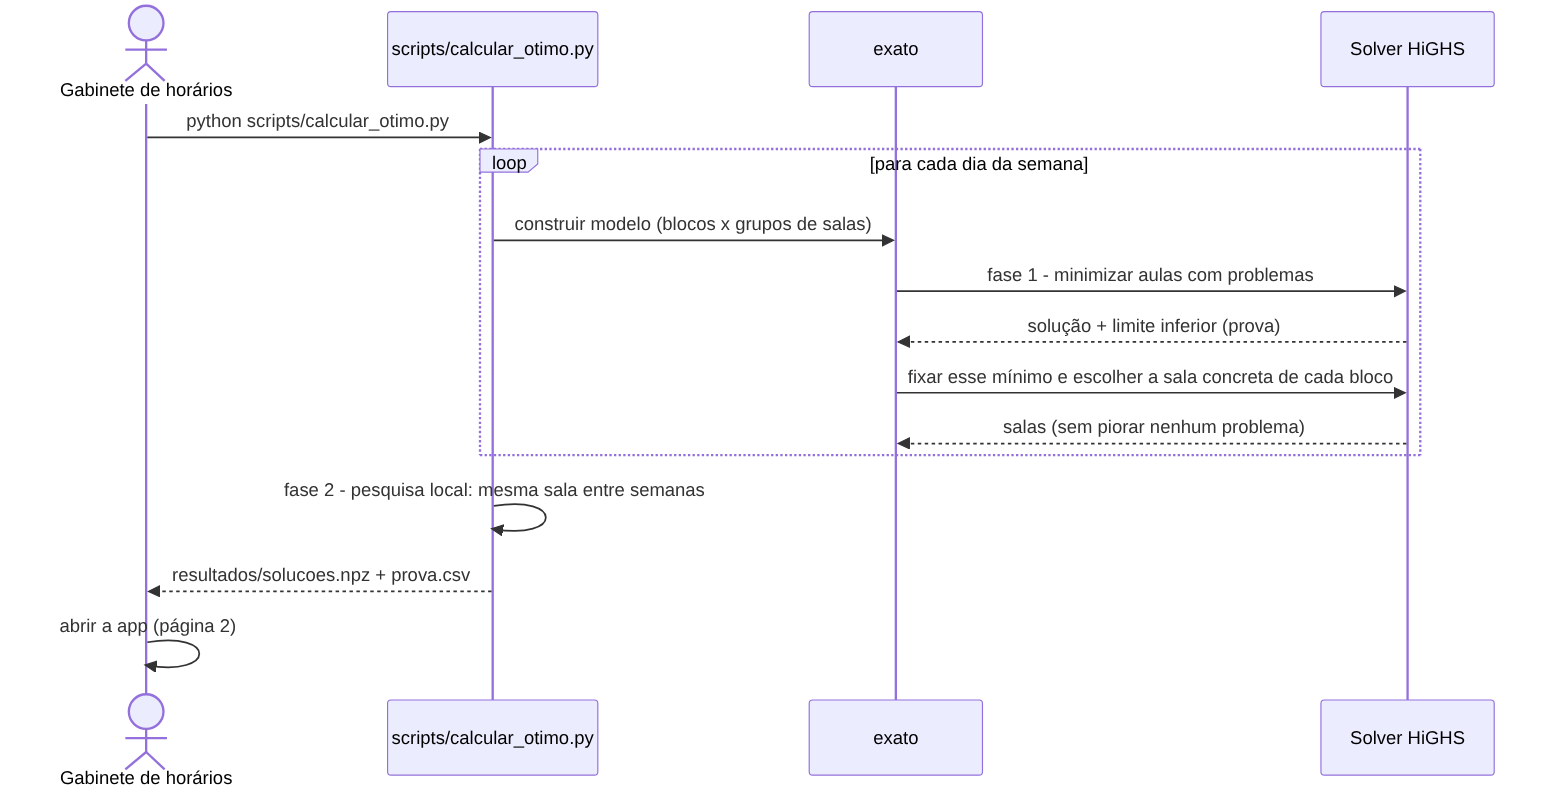 Gabinete de horários
scripts/calcular_otimo.py
exato
Solver HiGHS
python scripts/calcular_otimo.py
loop
[para cada dia da semana]
construir modelo (blocos x grupos de salas)
fase 1 - minimizar aulas com problemas
solução + limite inferior (prova)
fixar esse mínimo e escolher a sala concreta de cada bloco
salas (sem piorar nenhum problema)
fase 2 - pesquisa local: mesma sala entre semanas
resultados/solucoes.npz + prova.csv
abrir a app (página 2)
Gabinete de horários
scripts/calcular_otimo.py
exato
Solver HiGHS